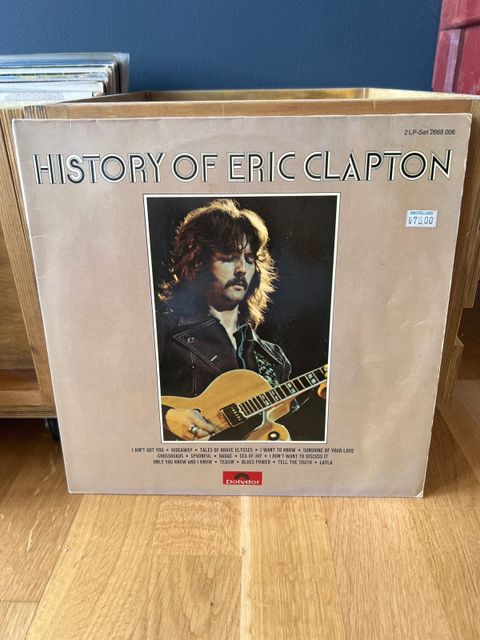 2 LP-Set 2668 006
HISTORY OF ERIC CLAPTON
75.00
I AIN'T GOT YOU • HIDEAWAY • TALES OF BRAVE ULYSSES • I WANT TO KNOW • SUNSHINE OF YOUR LOVE
CROSSROADS • SPOONFUL • BADGE • SEA OF JOY • I DON'T WANT TO DISCUSS IT
ONLY YOU KNOW AND I KNOW • TEASIN' • BLUES POWER • TELL THE TRUTH • LAYLA
Polydor